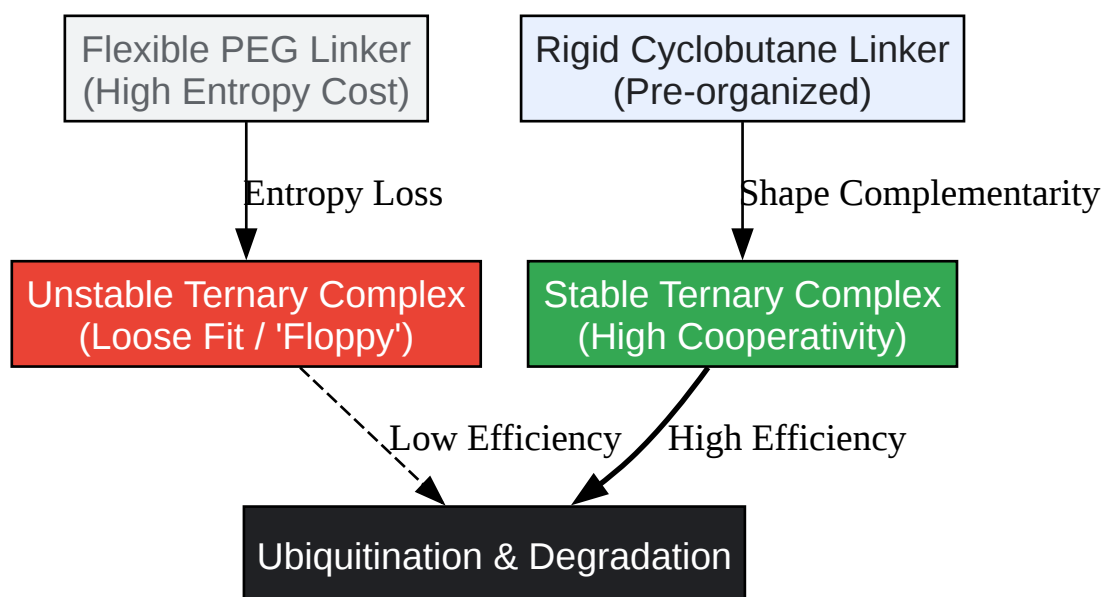 Flexible PEG Linker
(High Entropy Cost)
Rigid Cyclobutane Linker
(Pre-organized)
Entropy Loss
Shape Complementarity
Unstable Ternary Complex
(Loose Fit / 'Floppy')
Stable Ternary Complex
(High Cooperativity)
Low Efficiency
High Efficiency
Ubiquitination & Degradation